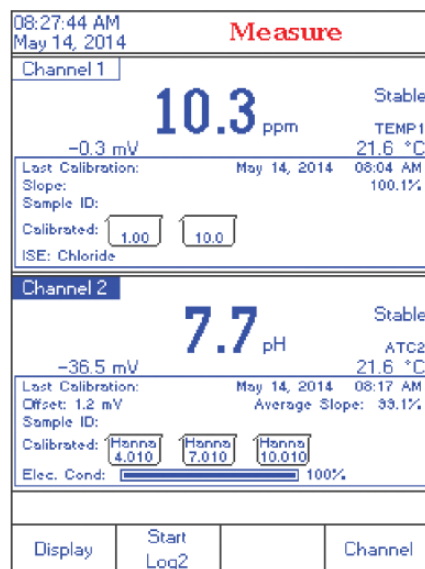 08:27:44 AM
May 14, 2014
Measure
Channel 1
10.3 ppm
Stable
TEMP1
-0.3 mV
21.6 °C
Last Calibration: May 14, 2014 08:04 AM
Slope: 100.1%
Sample ID:
Calibrated: 1.00 10.0
ISE: Chloride
Channel 2
7.7 pH
Stable
ATC2
-36.5 mV
21.6 °C
Last Calibration: May 14, 2014 08:17 AM
Offset: 1.2 mV Average Slope: 99.1%
Sample ID:
Calibrated: Hanna 4.010 Hanna 7.010 Hanna 10.010
Elec. Cond: 100%
Display
Start Log2
Channel